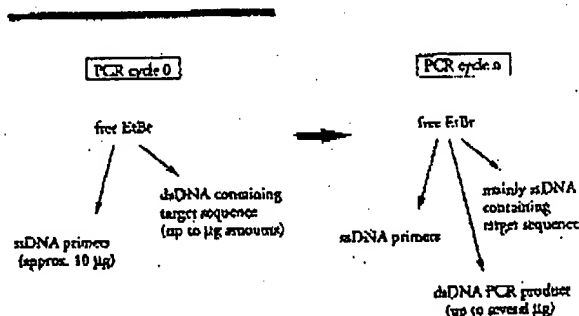 PCR cycle 0
free EtBr
dsDNA containing
target sequence
(up to µg amounts)
ssDNA primers
(approx. 10 µg)
PCR cycle n
free EtBr
mainly ssDNA
containing
target sequence
ssDNA primers
dsDNA PCR product
(up to several µg)